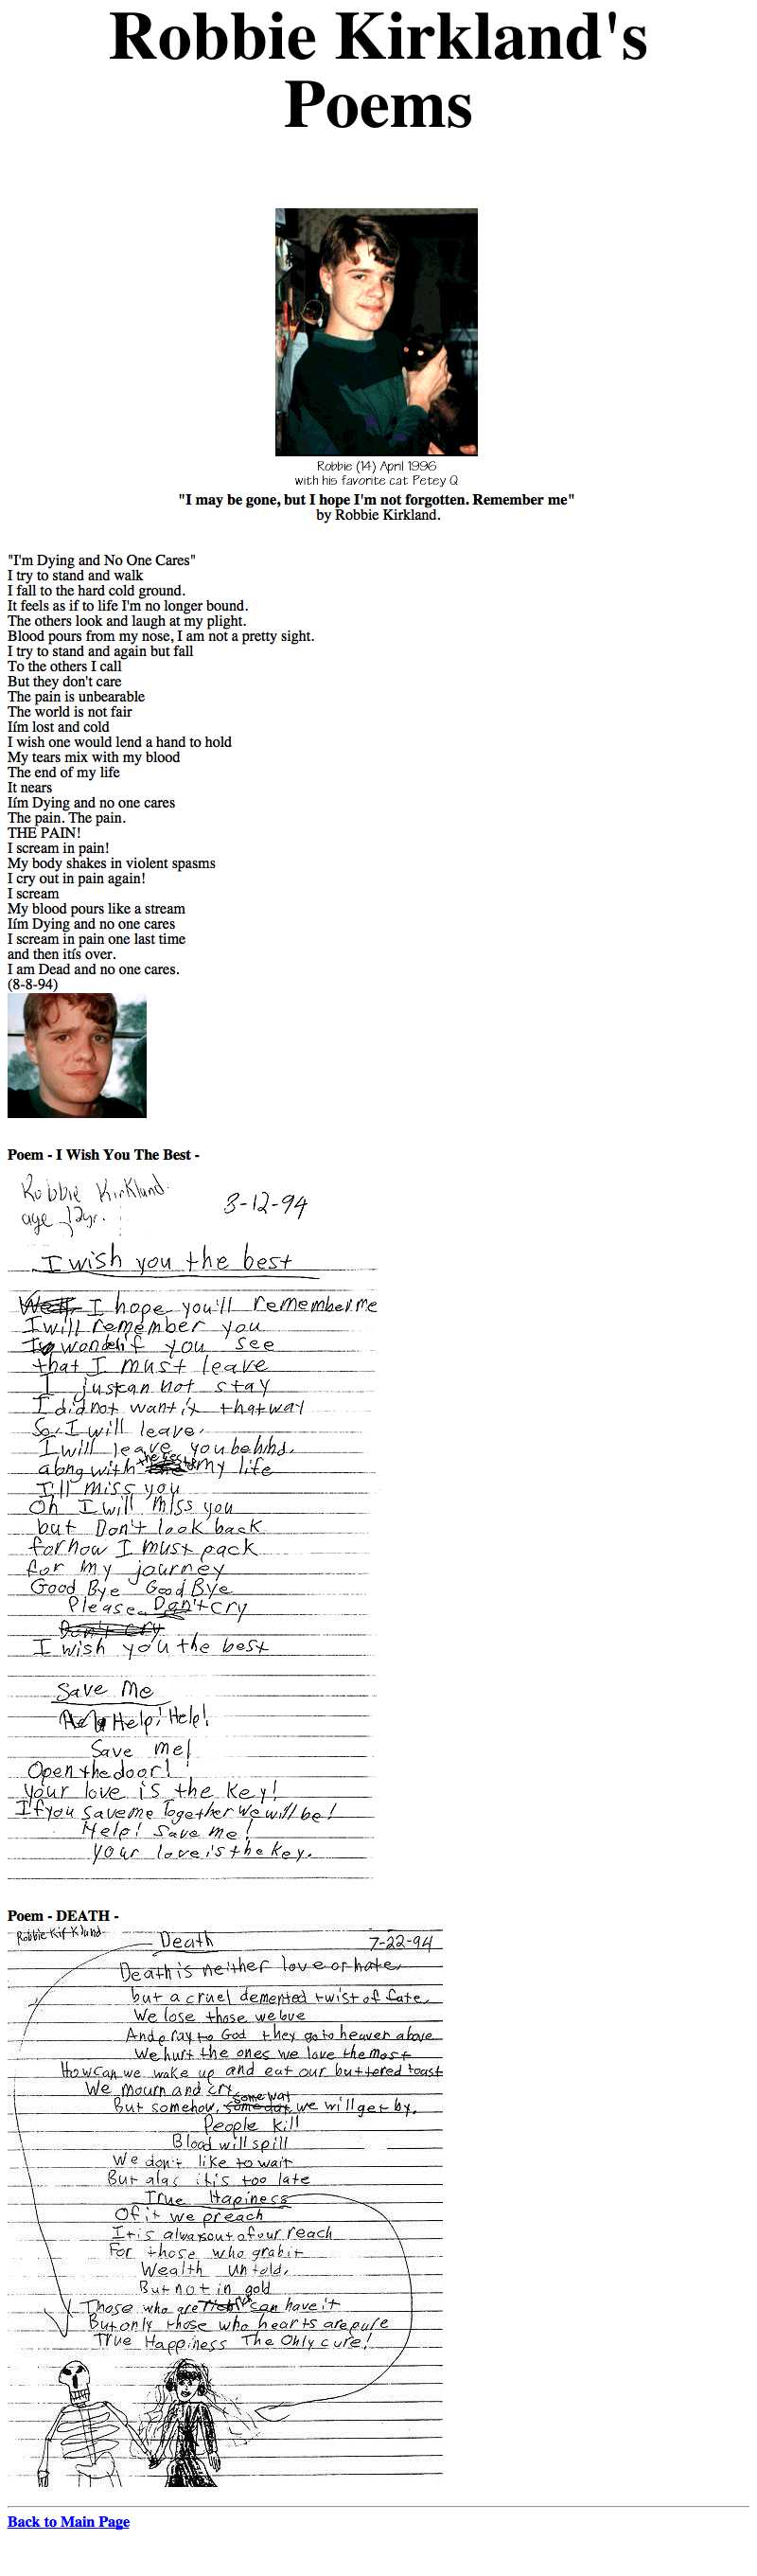 Robbie Kirkland's
Poems
Robbie (14) April 1996
with his favorite cat Petey Q
"I may be gone, but I hope I'm not forgotten. Remember me"
by Robbie Kirkland.
"I'm Dying and No One Cares"
I try to stand and walk
I fall to the hard cold ground.
It feels as if to life I'm no longer bound.
The others look and laugh at my plight.
Blood pours from my nose, I am not a pretty sight.
I try to stand and again but fall
To the others I call
But they don't care
The pain is unbearable
The world is not fair
Iím lost and cold
I wish one would lend a hand to hold
My tears mix with my blood
The end of my life
It nears
Iím Dying and no one cares
The pain. The pain.
THE PAIN!
I scream in pain!
My body shakes in violent spasms
I cry out in pain again!
I scream
My blood pours like a stream
Iím Dying and no one cares
I scream in pain one last time
and then itís over.
I am Dead and no one cares.
(8-8-94)
Poem - I Wish You The Best -
Robbie Kirkland.
3-12-94
age 12yr.
I wish you the best
Well, I hope you'll remember me
I will remember you
I wonder if you see
that I must leave
I just can not stay
I did not want it that way
So, I will leave,
I will leave you behind,
along with the rest of my life
I'll miss you
Oh I will miss you
but Don't look back
for now I must pack
for my journey
Good Bye Good Bye
Please Don't cry
Don't cry
I wish you the best
Save Me
Help Help! Help!
Save me!
Open the door!
your love is the key!
If you save me Together we will be!
Help! Save me!
Your love is the key.
Poem - DEATH -
Robbie Kirkland
Death
7-22-94
Death is neither love or hate,
but a cruel demented twist of fate,
We lose those we love
And pray to God they go to heaven above
We hurt the ones we love the most
How can we wake up and eat our buttered toast
We mourn and cry
But somehow, some way someday we will get by.
People Kill
Blood will spill
We don't like to wait
But alas it is too late
True Hapiness
Of it we preach
It is always out of our reach
For those who grab it
Wealth untold,
But not in gold
Those who are rich can have it
But only those who hearts are pure
True Happiness The Only cure!
Back to Main Page